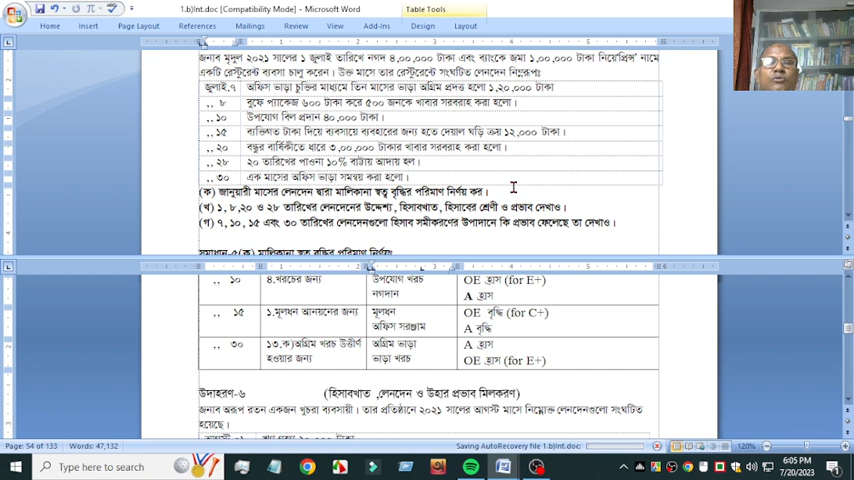 1.b)Int.doc [Compatibility Mode] - Microsoft Word
Table Tools
Home
Insert
Page Layout
References
Mailings
Review
View
Add-Ins
Design
Layout
জনাব মৃদুল ২০২১ সালের ১ জুলাই তারিখে নগদ ৪,০০,০০০ টাকা এবং ব্যাংকে জমা ১,০০,০০০ টাকা নিয়ে'প্রিন্স' নামে
একটি রেস্টুরেন্ট ব্যবসা চালু করেন। উক্ত মাসে তার রেস্টুরেন্টে সংঘটিত লেনদেন নিম্নরূপঃ
জুলাই.৭ অফিস ভাড়া চুক্তির মাধ্যমে তিন মাসের ভাড়া অগ্রিম প্রদত্ত হলো ১,২০,০০০ টাকা
,, ৮ বুফে প্যাকেজ ৬০০ টাকা করে ৫০০ জনকে খাবার সরবরাহ করা হলো।
,, ১০ উপযোগ বিল প্রদান ৪০,০০০ টাকা।
,, ১৫ ব্যক্তিগত টাকা দিয়ে ব্যবসায়ে ব্যবহারের জন্য হতে দেয়াল ঘড়ি ক্রয় ১২,০০০ টাকা।
,, ২০ বন্ধুর বার্ষিকীতে ধারে ৩,০০,০০০ টাকার খাবার সরবরাহ করা হলো।
,, ২৮ ২০ তারিখের পাওনা ১০% বাট্টায় আদায় হল।
,, ৩০ এক মাসের অফিস ভাড়া সমন্বয় করা হলো।
(ক) জানুয়ারী মাসের লেনদেন দ্বারা মালিকানা স্বত্ব বৃদ্ধির পরিমাণ নির্ণয় কর।
(খ) ১, ৮,২০ ও ২৮ তারিখের লেনদেনের উদ্দেশ্য, হিসাবখাত, হিসাবের শ্রেণী ও প্রভাব দেখাও।
(গ) ৭, ১০, ১৫ এবং ৩০ তারিখের লেনদেনগুলো হিসাব সমীকরণের উপাদানে কি প্রভাব ফেলেছে তা দেখাও।
সমাধান-৫(ক) মালিকানা স্বত্ব বৃদ্ধির পরিমাণ নির্ণয়ঃ
,, ১০ ৪.খরচের জন্য উপযোগ খরচ OE হ্রাস (for E+)
নগদান A হ্রাস
,, ১৫ ১.মূলধন আনয়নের জন্য মূলধন OE বৃদ্ধি (for C+)
অফিস সরঞ্জাম A বৃদ্ধি
,, ৩০ ১৩.ক)অগ্রিম খরচ উত্তীর্ণ অগ্রিম ভাড়া A হ্রাস
হওয়ার জন্য ভাড়া খরচ OE হ্রাস (for E+)
উদাহরণ-৬ (হিসাবখাত ,লেনদেন ও উহার প্রভাব মিলকরণ)
জনাব অরূপ রতন একজন খুচরা ব্যবসায়ী। তার প্রতিষ্ঠানে ২০২১ সালের আগস্ট মাসে নিম্নোক্ত লেনদেনগুলো সংঘটিত
হয়েছে।
Page: 54 of 133
Words: 47,132
Saving AutoRecovery file 1.b)Int.doc:
120%
Type here to search
6:05 PM
7/20/2023